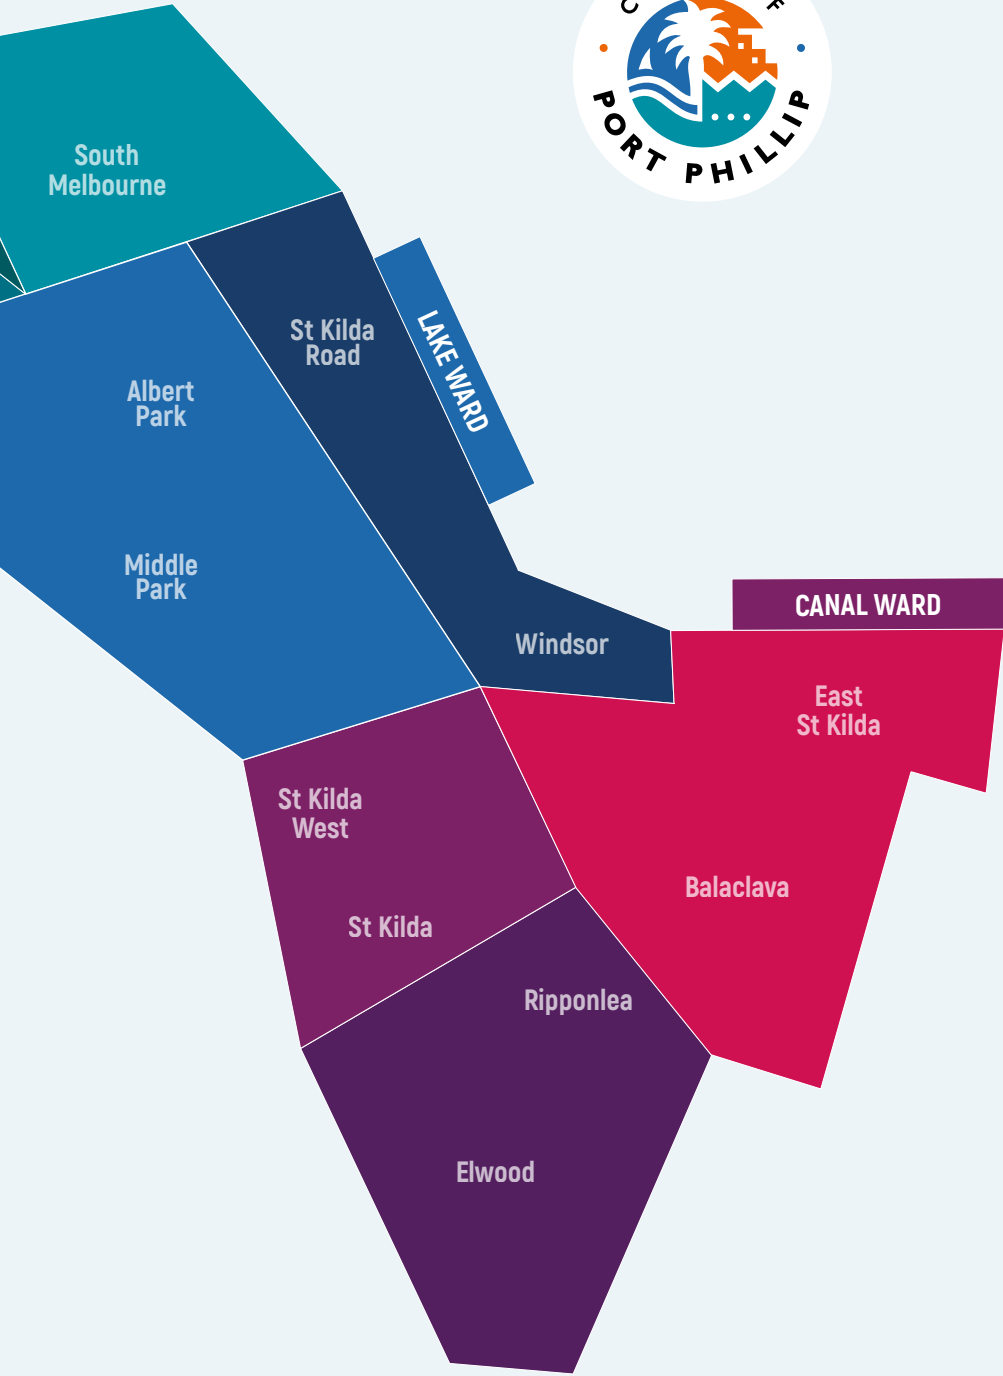 PORT PHILLIP
South
Melbourne
St Kilda
Road
LAKE WARD
Albert
Park
Middle
Park
CANAL WARD
Windsor
East
St Kilda
St Kilda
West
Balaclava
St Kilda
Ripponlea
Elwood